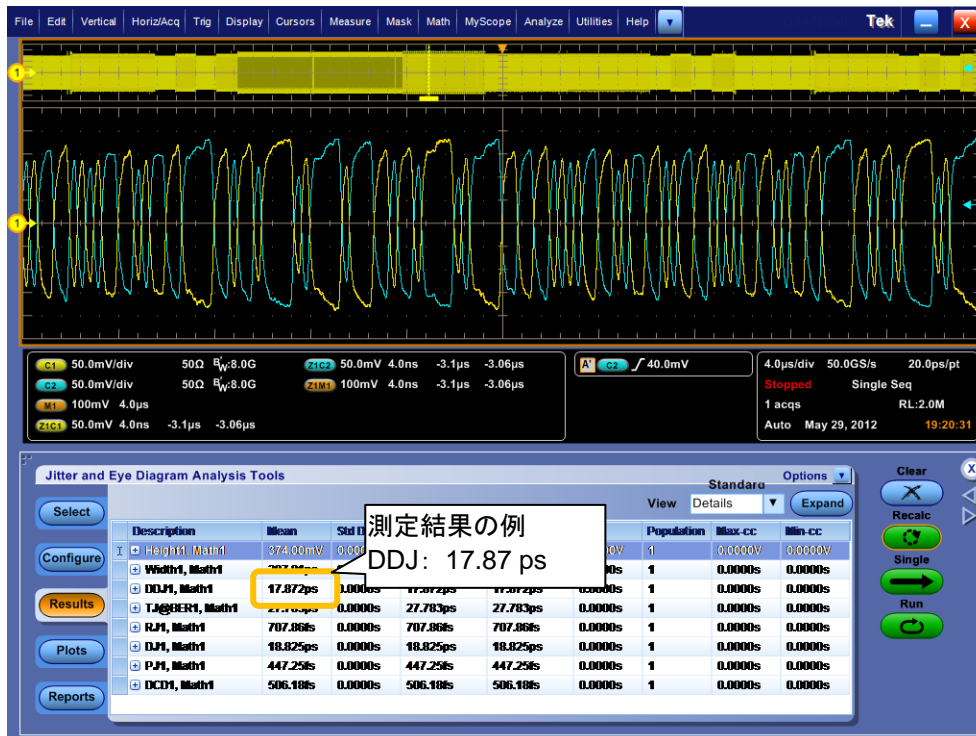 File Edit Vertical Horiz/Acq Trig Display Cursors Measure Mask Math MyScope Analyze Utilities Help Tek X
1
1
C1 50.0mV/div 50Ω BW:8.0G Z1C2 50.0mV 4.0ns -3.1µs -3.06µs
C2 50.0mV/div 50Ω BW:8.0G Z1M1 100mV 4.0ns -3.1µs -3.06µs
M1 100mV 4.0µs
Z1C1 50.0mV 4.0ns -3.1µs -3.06µs
A' C2 40.0mV
4.0µs/div 50.0GS/s 20.0ps/pt
Stopped Single Seq
1 acqs RL:2.0M
Auto May 29, 2012 19:20:31
Jitter and Eye Diagram Analysis Tools
Options
Select
Configure
Results
Plots
Reports
Standard
View Details Expand
Description Mean Std Population Max-cc Min-cc
Height1, Math1 374.00mV 1 0.0000V 0.0000V
Width1, Math1 1 0.0000s 0.0000s
DDJ1, Math1 17.872ps 0.0000s 17.872ps 17.872ps 0.0000s 1 0.0000s 0.0000s
TJ@BER1, Math1 27.783ps 0.0000s 27.783ps 27.783ps 0.0000s 1 0.0000s 0.0000s
RJ1, Math1 707.86fs 0.0000s 707.86fs 707.86fs 0.0000s 1 0.0000s 0.0000s
DJ1, Math1 18.825ps 0.0000s 18.825ps 18.825ps 0.0000s 1 0.0000s 0.0000s
PJ1, Math1 447.25fs 0.0000s 447.25fs 447.25fs 0.0000s 1 0.0000s 0.0000s
DCD1, Math1 506.18fs 0.0000s 506.18fs 506.18fs 0.0000s 1 0.0000s 0.0000s
測定結果の例
DDJ: 17.87 ps
Clear
Recalc
Single
Run
X